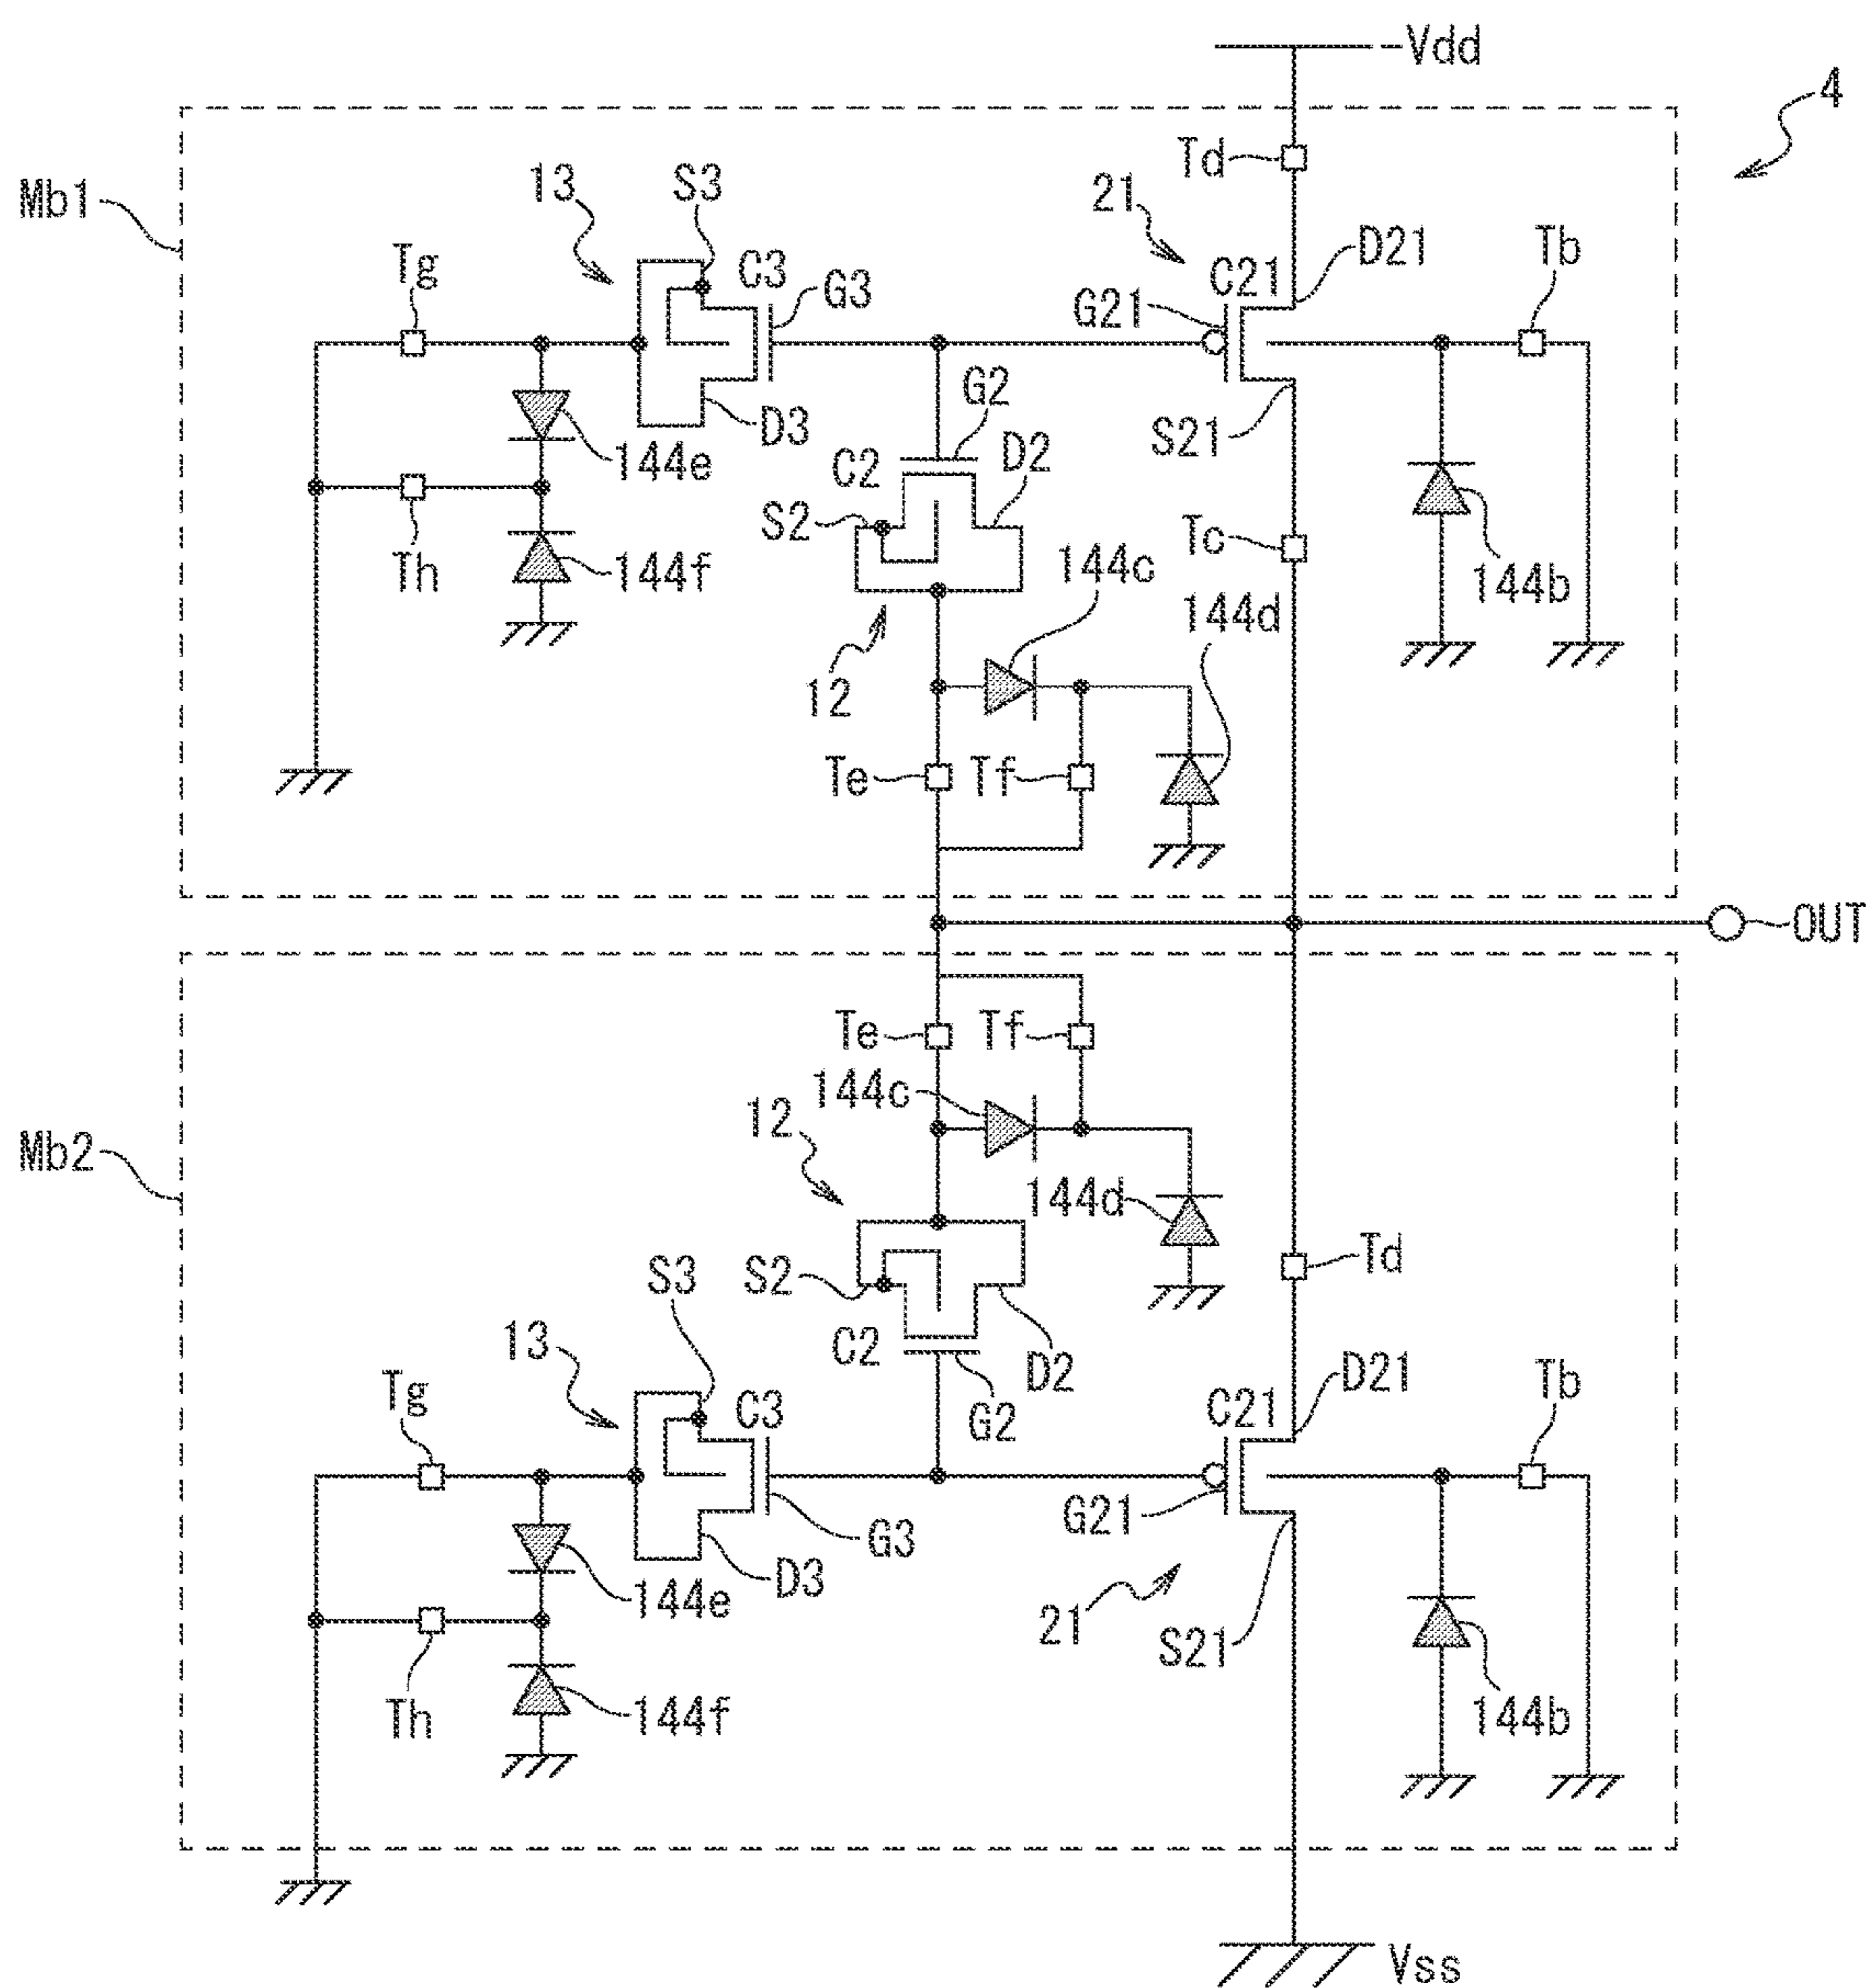 -Vdd
4
Td
Mb1
13
S3
21
Tg
C3
G3
C21
D21
Tb
G21
D3
G2
S21
144e
C2
D2
S2
Tc
Th
144f
144c
144b
144d
12
Te
Tf
OUT
Te
Tf
144c
12
Mb2
144d
S3
S2
Td
13
C2
D2
Tg
C3
G2
C21
D21
Tb
G21
G3
D3
144e
21
S21
Th
144f
144b
Vss